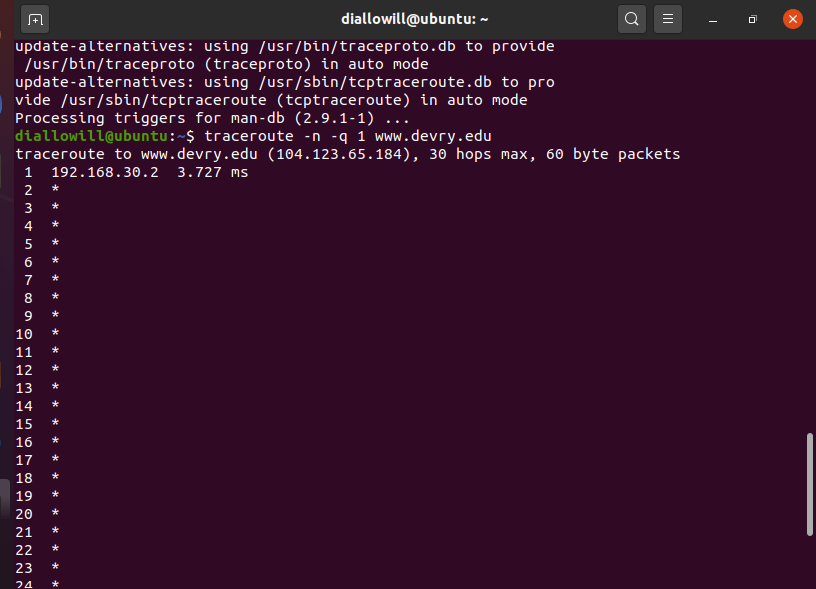 diallowill@ubuntu: ~
update-alternatives: using /usr/bin/traceproto.db to provide
 /usr/bin/traceproto (traceproto) in auto mode
update-alternatives: using /usr/sbin/tcptraceroute.db to pro
vide /usr/sbin/tcptraceroute (tcptraceroute) in auto mode
Processing triggers for man-db (2.9.1-1) ...
diallowill@ubuntu:~$ traceroute -n -q 1 www.devry.edu
traceroute to www.devry.edu (104.123.65.184), 30 hops max, 60 byte packets
 1  192.168.30.2  3.727 ms
 2  *
 3  *
 4  *
 5  *
 6  *
 7  *
 8  *
 9  *
10  *
11  *
12  *
13  *
14  *
15  *
16  *
17  *
18  *
19  *
20  *
21  *
22  *
23  *
24  *